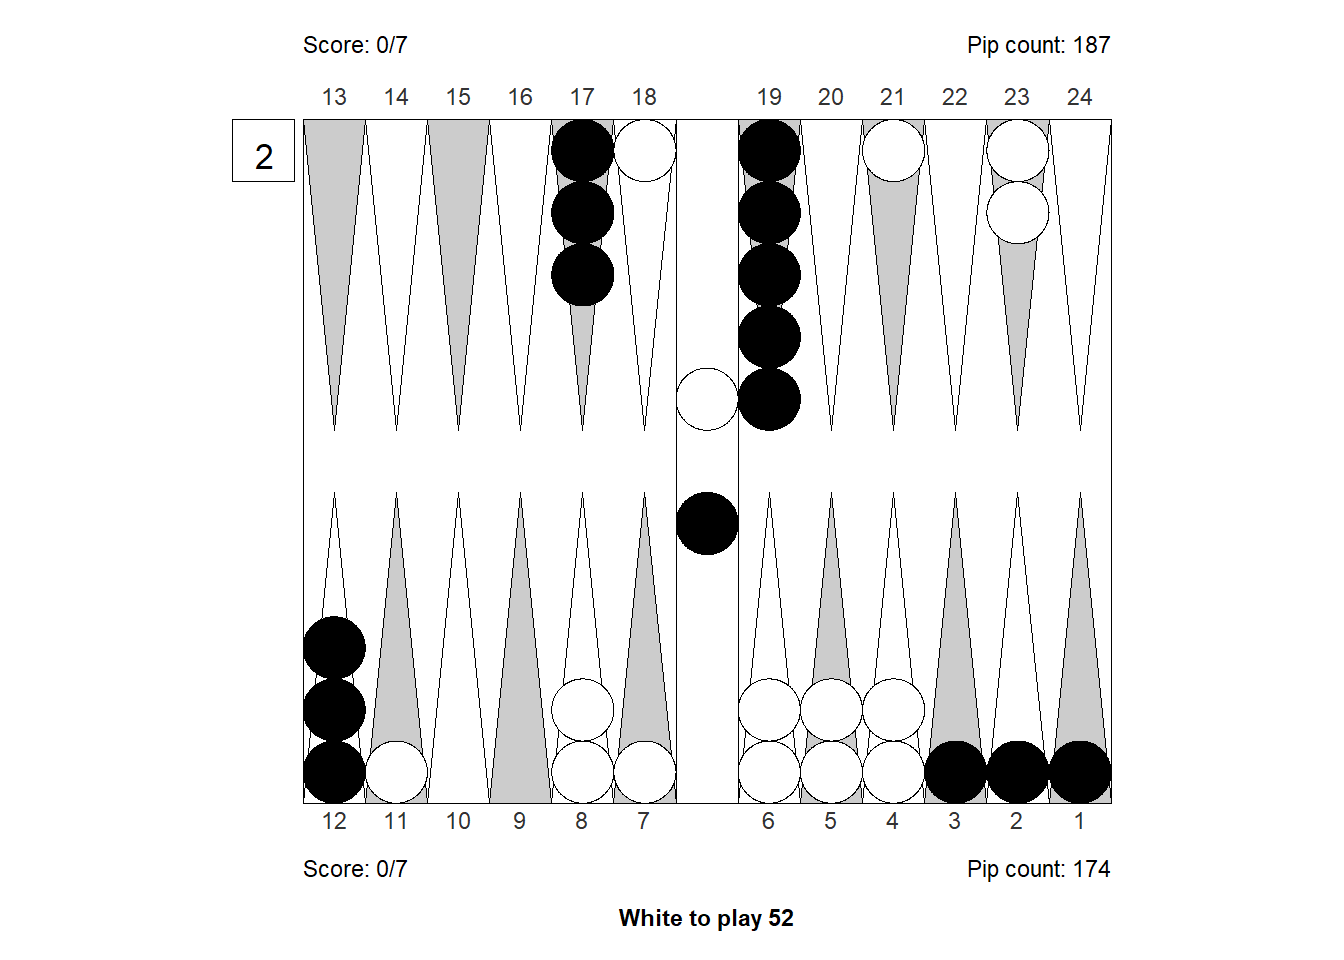 Score: 0/7 Pip count: 187
13 14 15 16 17 18 19 20 21 22 23 24
2
12 11 10 9 8 7 6 5 4 3 2 1
Score: 0/7 Pip count: 174
White to play 52